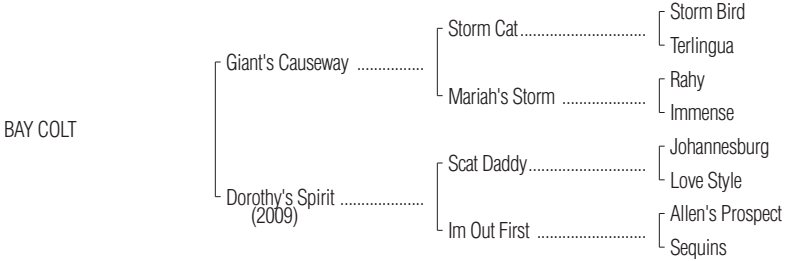 Storm Bird
Storm Cat..............................
Terlingua
Giant's Causeway ................
Rahy
Mariah's Storm ....................
Immense
BAY COLT
Johannesburg
Scat Daddy............................
Love Style
Dorothy's Spirit ....................
(2009)
Allen's Prospect
Im Out First ..........................
Sequins